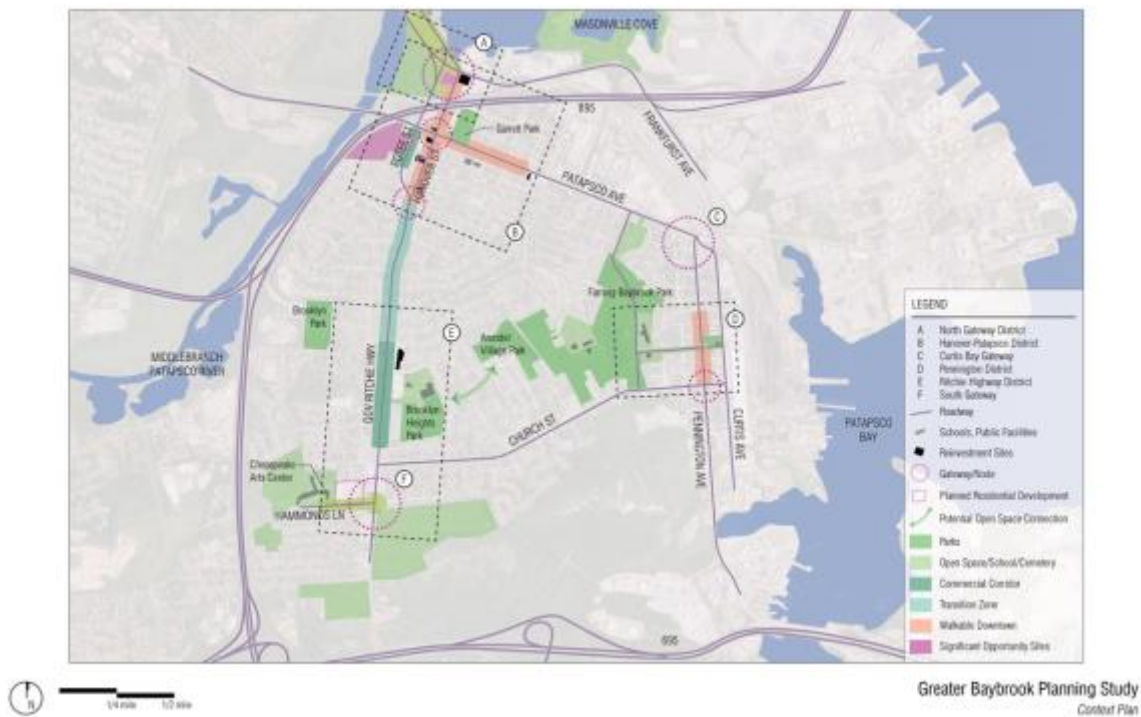 MASONVILLE COVE
A
895
Garrett Park
FRANKFURST AVE
POTEE ST
HANOVER ST
PATAPSCO AVE
C
B
Farring Baybrook Park
D
Brooklyn
Park
E
Arundel
Village Park
MIDDLEBRANCH
PATAPSCO RIVER
GOV RITCHIE HWY
Brooklyn
Heights
Park
CHURCH ST
PENNINGTON AVE
CURTIS AVE
PATAPSCO
BAY
Chesapeake
Arts Center
F
HAMMONDS LN
695
LEGEND
A North Gateway District
B Hanover-Patapsco District
C Curtis Bay Gateway
D Pennington District
E Ritchie Highway District
F South Gateway
Roadway
Schools, Public Facilities
Reinvestment Sites
Gateway/Node
Planned Residential Development
Potential Open Space Connection
Parks
Open Space/School/Cemetery
Commercial Corridor
Transition Zone
Walkable Downtown
Significant Opportunity Sites
N
1/4 mile 1/2 mile
Greater Baybrook Planning Study
Context Plan